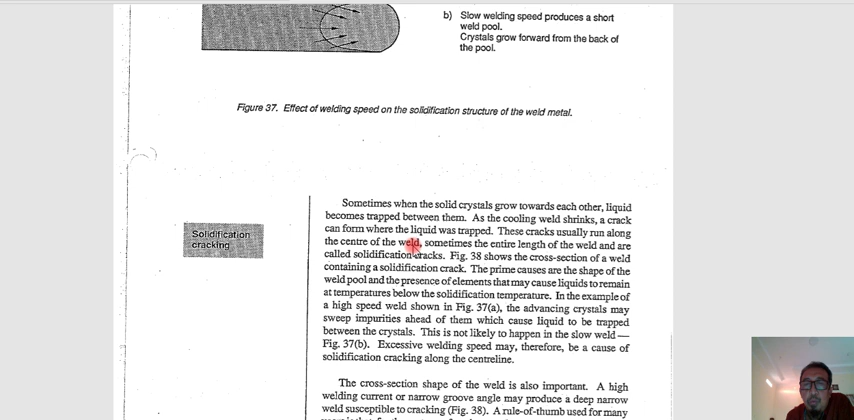 b) Slow welding speed produces a short
weld pool.
Crystals grow forward from the back of
the pool.
Figure 37. Effect of welding speed on the solidification structure of the weld metal.
Solidification
cracking
Sometimes when the solid crystals grow towards each other, liquid
becomes trapped between them. As the cooling weld shrinks, a crack
can form where the liquid was trapped. These cracks usually run along
the centre of the weld, sometimes the entire length of the weld and are
called solidification cracks. Fig. 38 shows the cross-section of a weld
containing a solidification crack. The prime causes are the shape of the
weld pool and the presence of elements that may cause liquids to remain
at temperatures below the solidification temperature. In the example of
a high speed weld shown in Fig. 37(a), the advancing crystals may
sweep impurities ahead of them which cause liquid to be trapped
between the crystals. This is not likely to happen in the slow weld —
Fig. 37(b). Excessive welding speed may, therefore, be a cause of
solidification cracking along the centreline.
The cross-section shape of the weld is also important. A high
welding current or narrow groove angle may produce a deep narrow
weld susceptible to cracking (Fig. 38). A rule-of-thumb used for many